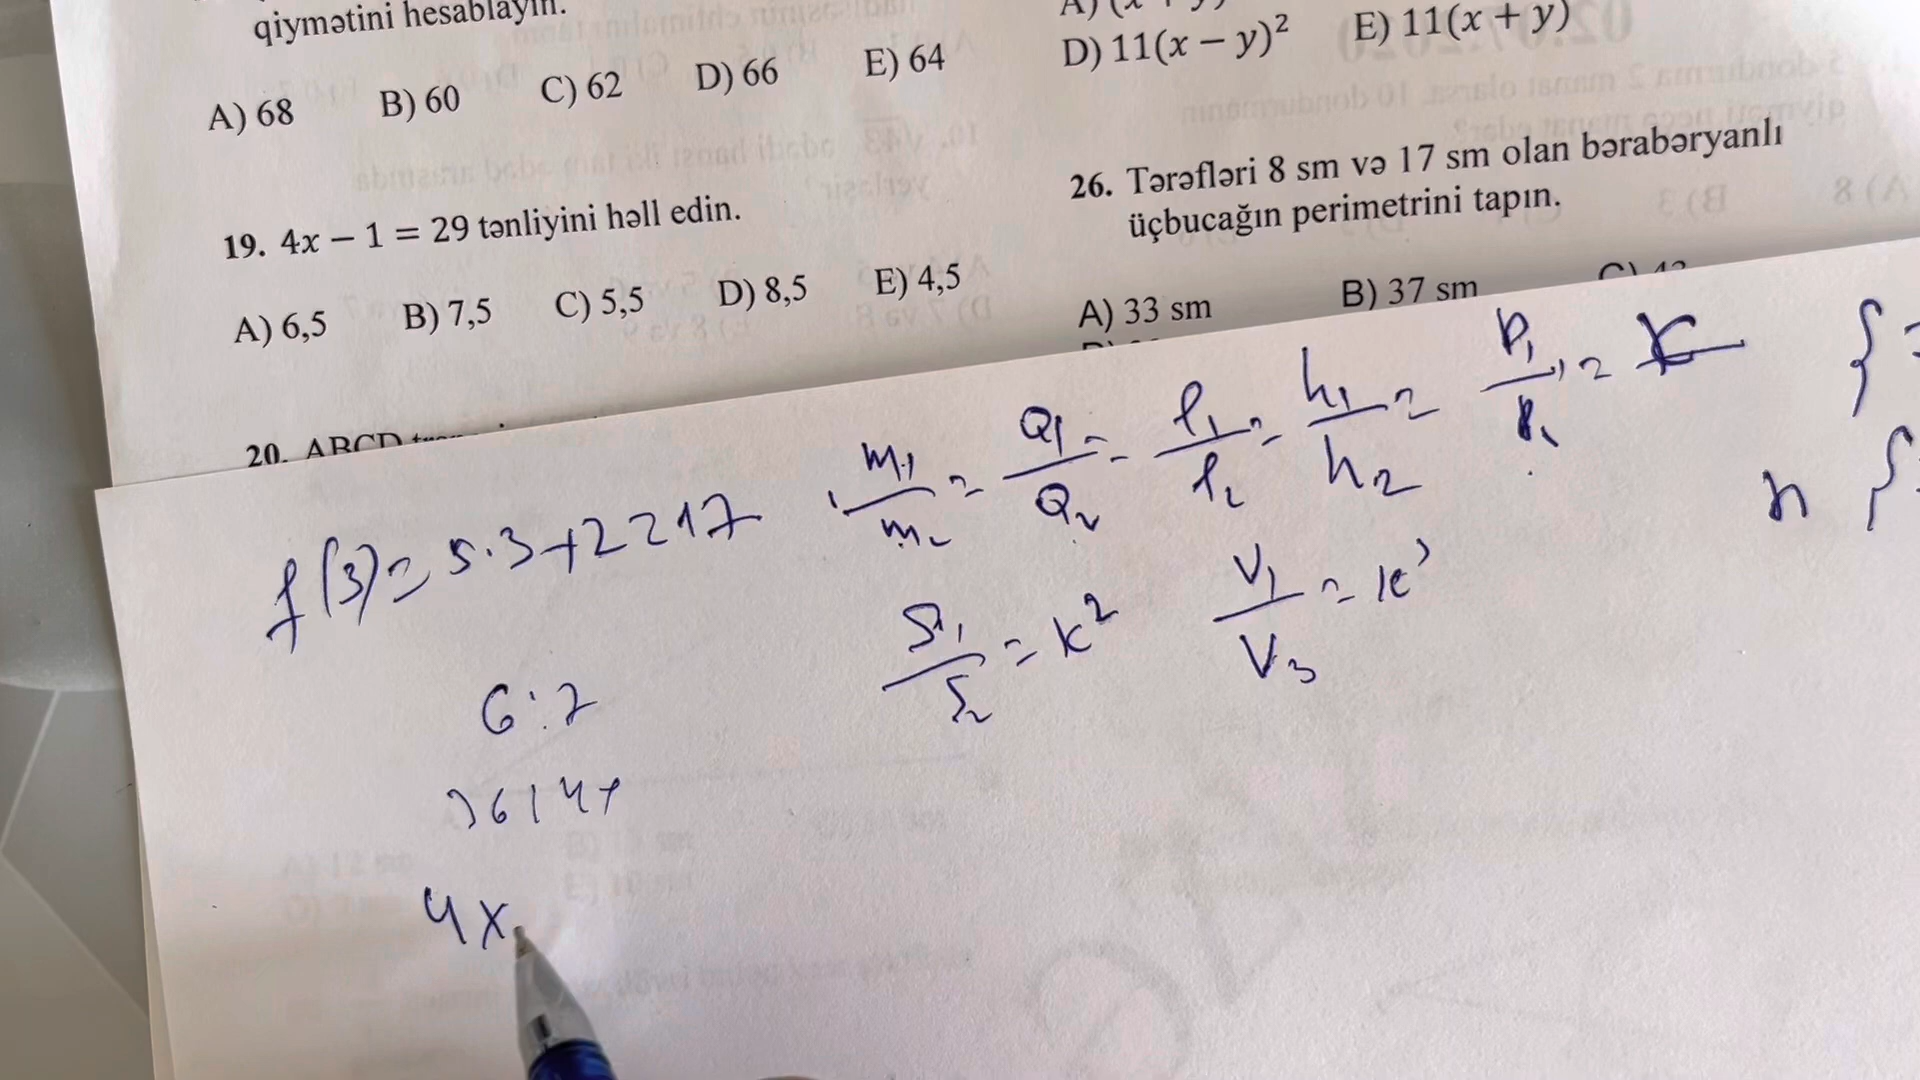 qiymətini hesablayın.
A) 68 B) 60 C) 62 D) 66 E) 64
19. 4x − 1 = 29 tənliyini həll edin.
A) 6,5 B) 7,5 C) 5,5 D) 8,5 E) 4,5
20. ABCD
D) 11(x − y)² E) 11(x + y)
26. Tərəfləri 8 sm və 17 sm olan bərabəryanlı
üçbucağın perimetrini tapın.
A) 33 sm B) 37 sm
f(3) = 5.3+2=17
m₁/m₂ = Q₁/Q₂ = l₁/l₂ = h₁/h₂ = P₁/P₂ = k
S₁/S₂ = k² V₁/V₃ = k³
n
6:2
4x